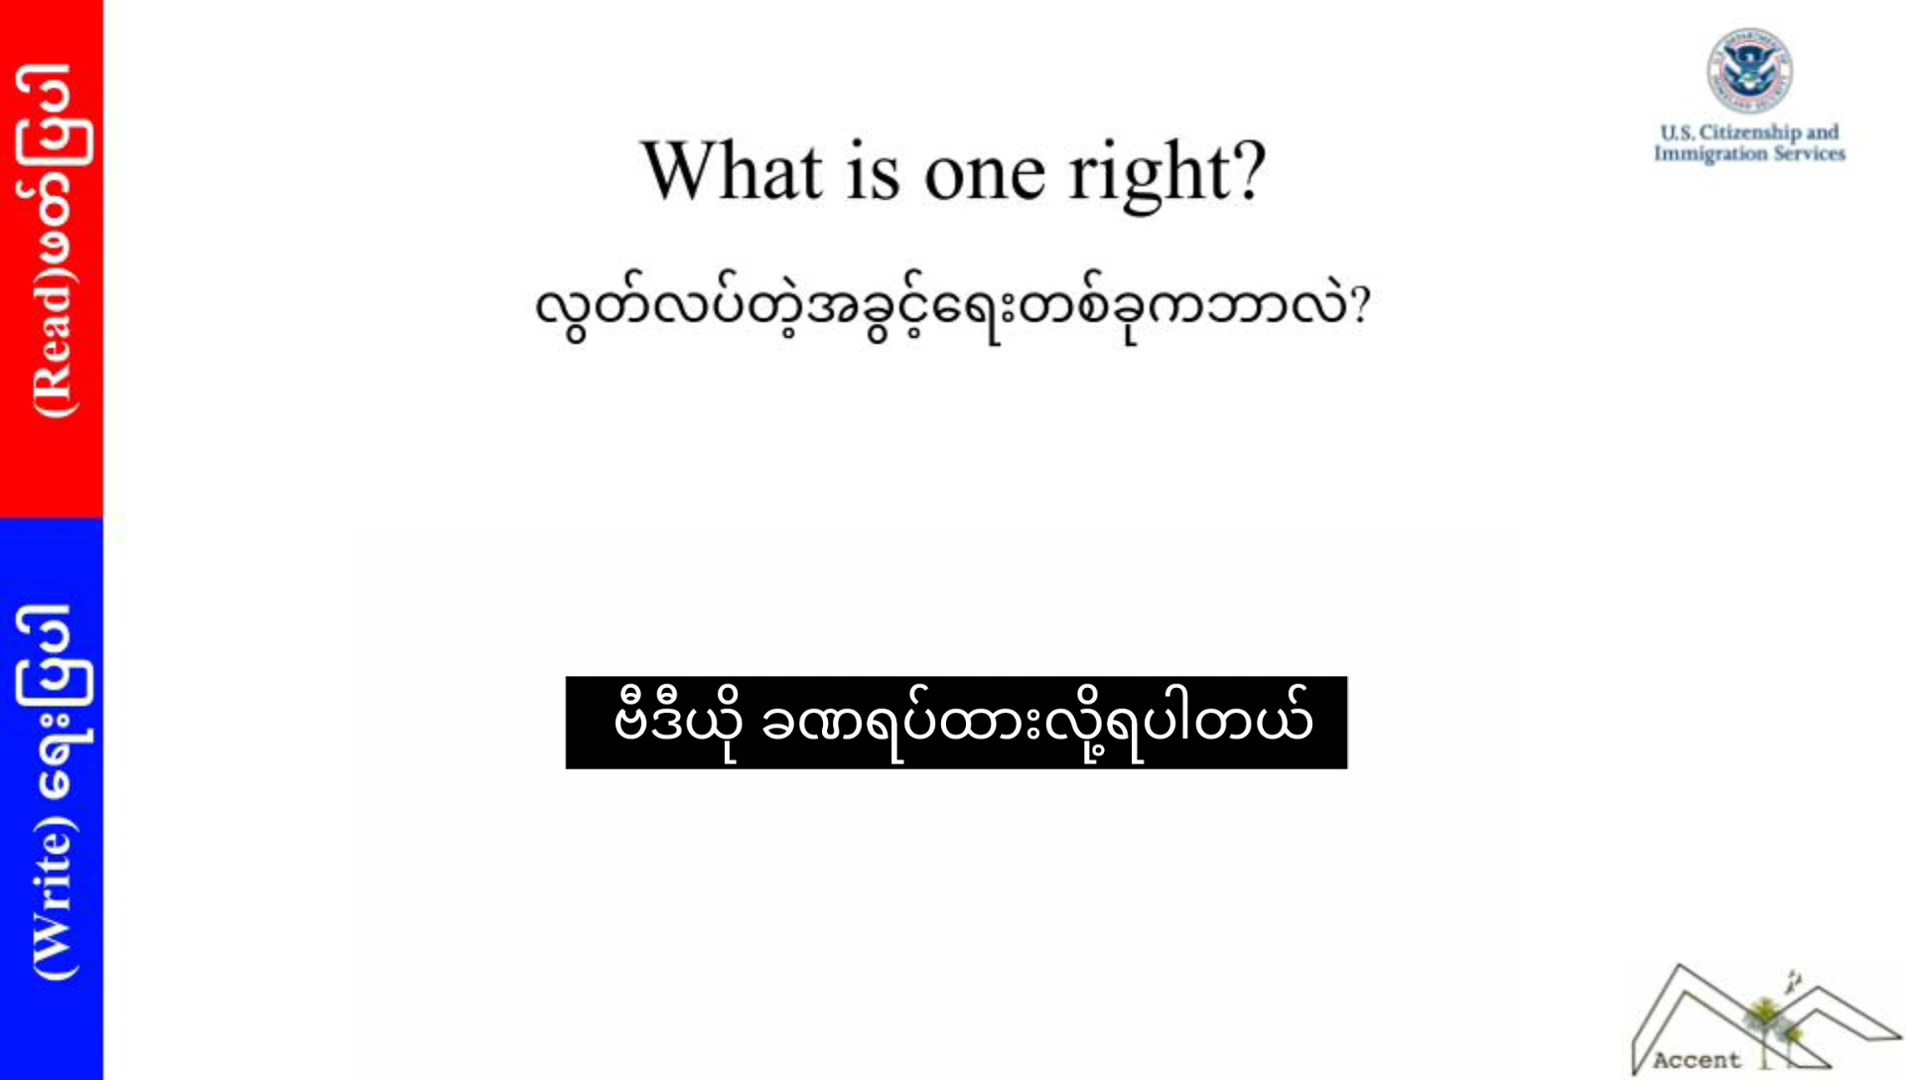 (Read)ဖတ်ပြပါ
U.S. Citizenship and
Immigration Services
What is one right?
လွတ်လပ်တဲ့အခွင့်ရေးတစ်ခုကဘာလဲ?
(Write) ရေးပြပါ
ဗီဒီယို ခဏရပ်ထားလို့ရပါတယ်
Accent